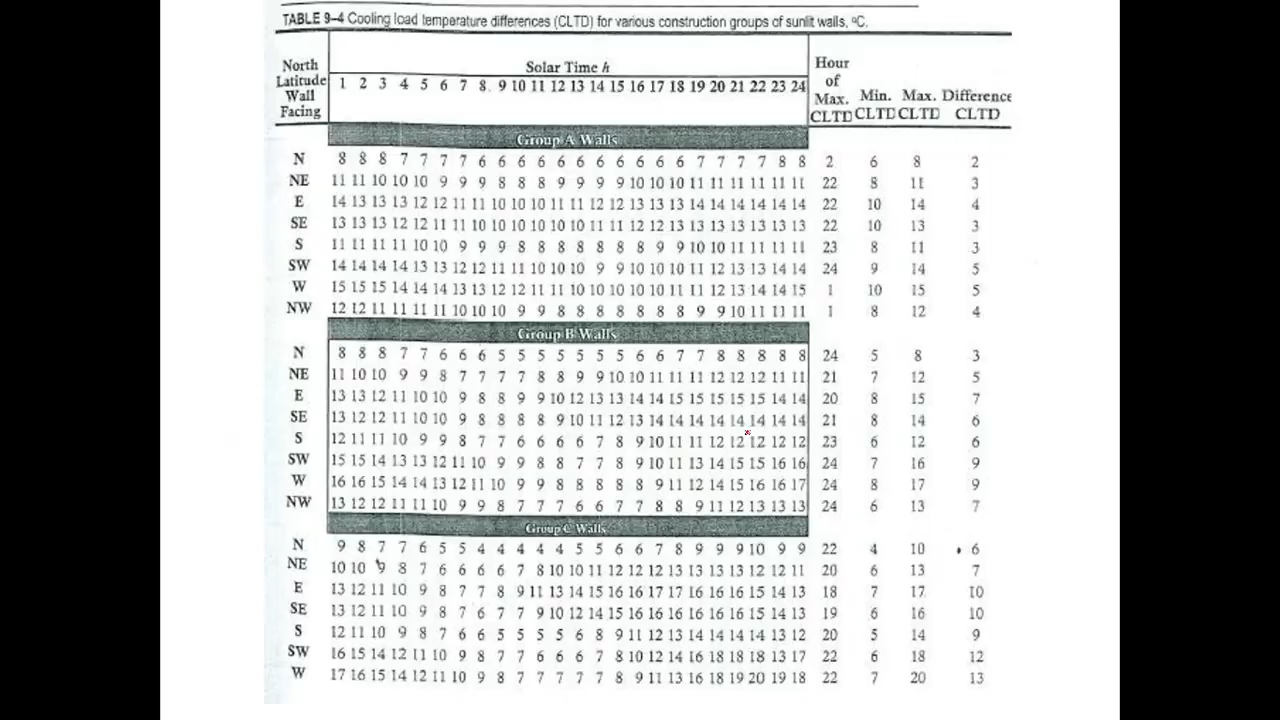 TABLE 9–4 Cooling load temperature differences (CLTD) for various construction groups of sunlit walls, ºC.
North Latitude Wall Facing
Solar Time h
1 2 3 4 5 6 7 8 9 10 11 12 13 14 15 16 17 18 19 20 21 22 23 24
Hour of Max. CLTD
Min. CLTD
Max. CLTD
Difference CLTD
Group A Walls
N 8 8 8 7 7 7 7 6 6 6 6 6 6 6 6 6 6 6 7 7 7 7 8 8 2 6 8 2
NE 11 11 10 10 10 9 9 9 8 8 8 9 9 9 9 10 10 10 11 11 11 11 11 11 22 8 11 3
E 14 13 13 13 12 12 11 11 10 10 10 11 11 12 12 13 13 13 14 14 14 14 14 14 22 10 14 4
SE 13 13 13 12 12 11 11 10 10 10 10 10 10 11 11 12 12 13 13 13 13 13 13 13 22 10 13 3
S 11 11 11 11 10 10 9 9 9 8 8 8 8 8 8 8 9 9 10 10 11 11 11 11 23 8 11 3
SW 14 14 14 14 13 13 12 12 11 11 10 10 10 9 9 10 10 10 11 12 13 13 14 14 24 9 14 5
W 15 15 15 14 14 14 13 13 12 12 11 11 10 10 10 10 10 11 11 12 13 14 14 15 1 10 15 5
NW 12 12 11 11 11 11 10 10 10 9 9 8 8 8 8 8 8 8 9 9 10 11 11 11 1 8 12 4
Group B Walls
N 8 8 8 7 7 6 6 6 5 5 5 5 5 5 5 6 6 7 7 8 8 8 8 8 24 5 8 3
NE 11 10 10 9 9 8 7 7 7 7 8 8 9 9 10 10 11 11 11 12 12 12 11 11 21 7 12 5
E 13 13 12 11 10 10 9 8 8 9 9 10 12 13 13 14 14 15 15 15 15 15 14 14 20 8 15 7
SE 13 12 12 11 10 10 9 8 8 8 8 9 10 11 12 13 14 14 14 14 14 14 14 14 21 8 14 6
S 12 11 11 10 9 9 8 7 7 6 6 6 6 7 8 9 10 11 11 12 12 12 12 12 23 6 12 6
SW 15 15 14 13 13 12 11 10 9 9 8 8 7 7 8 9 10 11 13 14 15 15 16 16 24 7 16 9
W 16 16 15 14 14 13 12 11 10 9 9 8 8 8 8 8 9 11 12 14 15 16 16 17 24 8 17 9
NW 13 12 12 11 11 10 9 9 8 7 7 7 6 6 7 7 8 8 9 11 12 13 13 13 24 6 13 7
Group C Walls
N 9 8 7 7 6 5 5 4 4 4 4 4 5 5 6 6 7 8 9 9 9 10 9 9 22 4 10 6
NE 10 10 9 8 7 6 6 6 6 7 8 10 10 11 12 12 12 13 13 13 13 12 12 11 20 6 13 7
E 13 12 11 10 9 8 7 7 8 9 11 13 14 15 16 16 17 17 16 16 16 15 14 13 18 7 17 10
SE 13 12 11 10 9 8 7 6 7 7 9 10 12 14 15 16 16 16 16 16 16 15 14 13 19 6 16 10
S 12 11 10 9 8 7 6 6 5 5 5 5 6 8 9 11 12 13 14 14 14 14 13 12 20 5 14 9
SW 16 15 14 12 11 10 9 8 7 7 6 6 6 7 8 10 12 14 16 18 18 18 13 17 22 6 18 12
W 17 16 15 14 12 11 10 9 8 7 7 7 7 7 8 9 11 13 16 18 19 20 19 18 22 7 20 13